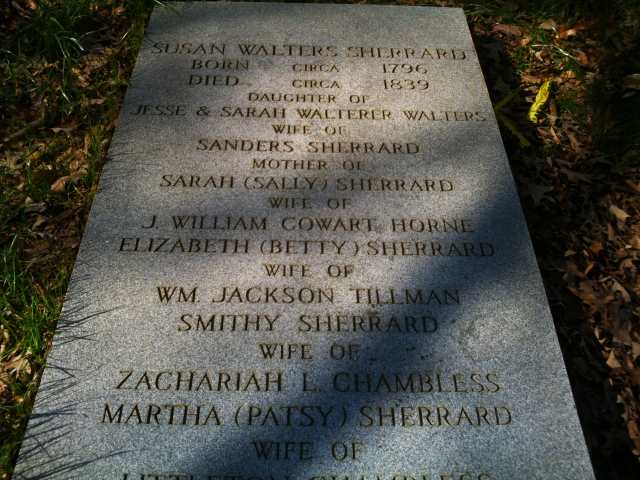 SUSAN WALTERS SHERRARD
BORN CIRCA 1796
DIED CIRCA 1839
DAUGHTER OF
JESSE & SARAH WALTERER WALTERS
WIFE OF
SANDERS SHERRARD
MOTHER OF
SARAH (SALLY) SHERRARD
WIFE OF
J. WILLIAM COWART HORNE
ELIZABETH (BETTY) SHERRARD
WIFE OF
WM. JACKSON TILLMAN
SMITHY SHERRARD
WIFE OF
ZACHARIAH L. CHAMBLESS
MARTHA (PATSY) SHERRARD
WIFE OF
LITTLETON CHAMBLESS